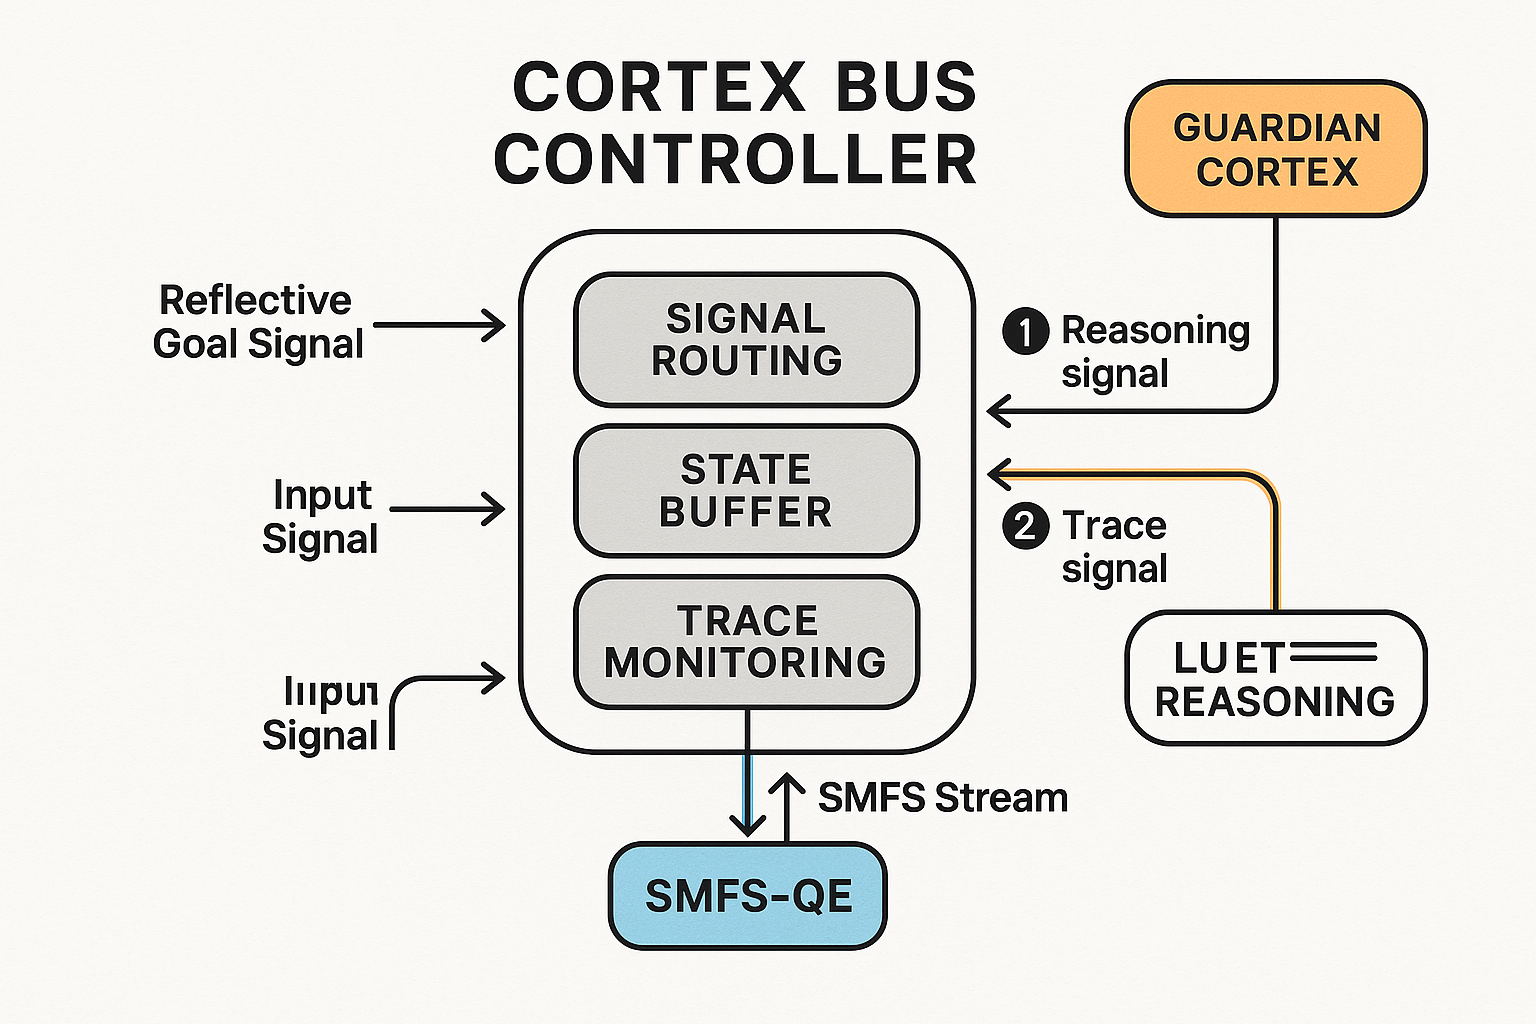 CORTEX BUS
CONTROLLER
GUARDIAN
CORTEX
Reflective
Goal Signal
SIGNAL
ROUTING
1 Reasoning
signal
Input
Signal
STATE
BUFFER
2 Trace
signal
Signal
TRACE
MONITORING
LUET
REASONING
SMFS Stream
SMFS-QE